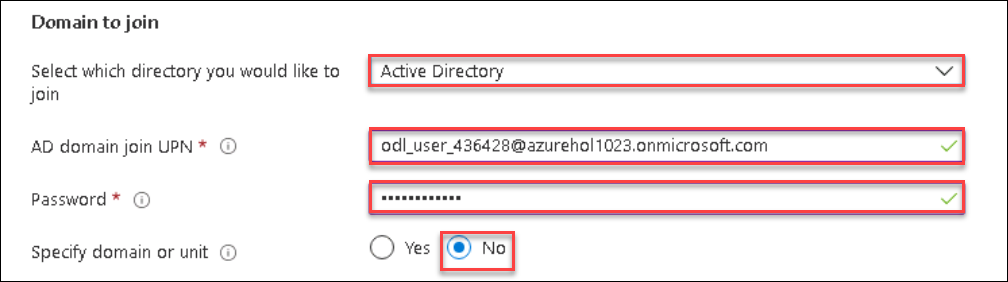 Domain to join
Select which directory you would like to
join
Active Directory
AD domain join UPN *
odl_user_436428@azurehol1023.onmicrosoft.com
Password *
••••••••••••
Specify domain or unit
Yes
No